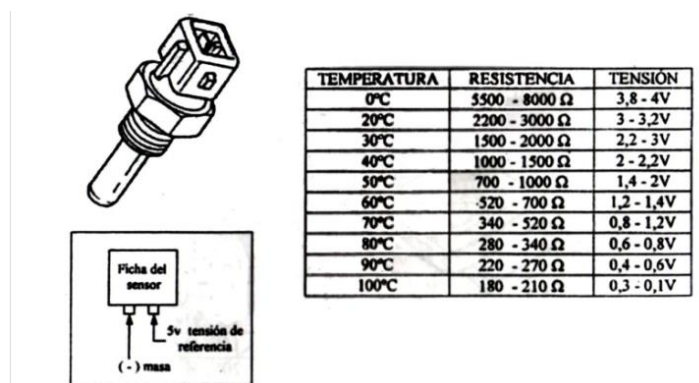 TEMPERATURA RESISTENCIA TENSIÓN
0ºC 5500 - 8000 Ω 3,8 - 4V
20ºC 2200 - 3000 Ω 3 - 3,2V
30ºC 1500 - 2000 Ω 2,2 - 3V
40ºC 1000 - 1500 Ω 2 - 2,2V
50ºC 700 - 1000 Ω 1,4 - 2V
60ºC 520 - 700 Ω 1,2 - 1,4V
70ºC 340 - 520 Ω 0,8 - 1,2V
80ºC 280 - 340 Ω 0,6 - 0,8V
90ºC 220 - 270 Ω 0,4 - 0,6V
100ºC 180 - 210 Ω 0,3 - 0,1V
Ficha del
sensor
5v tensión de
referencia
( - ) masa